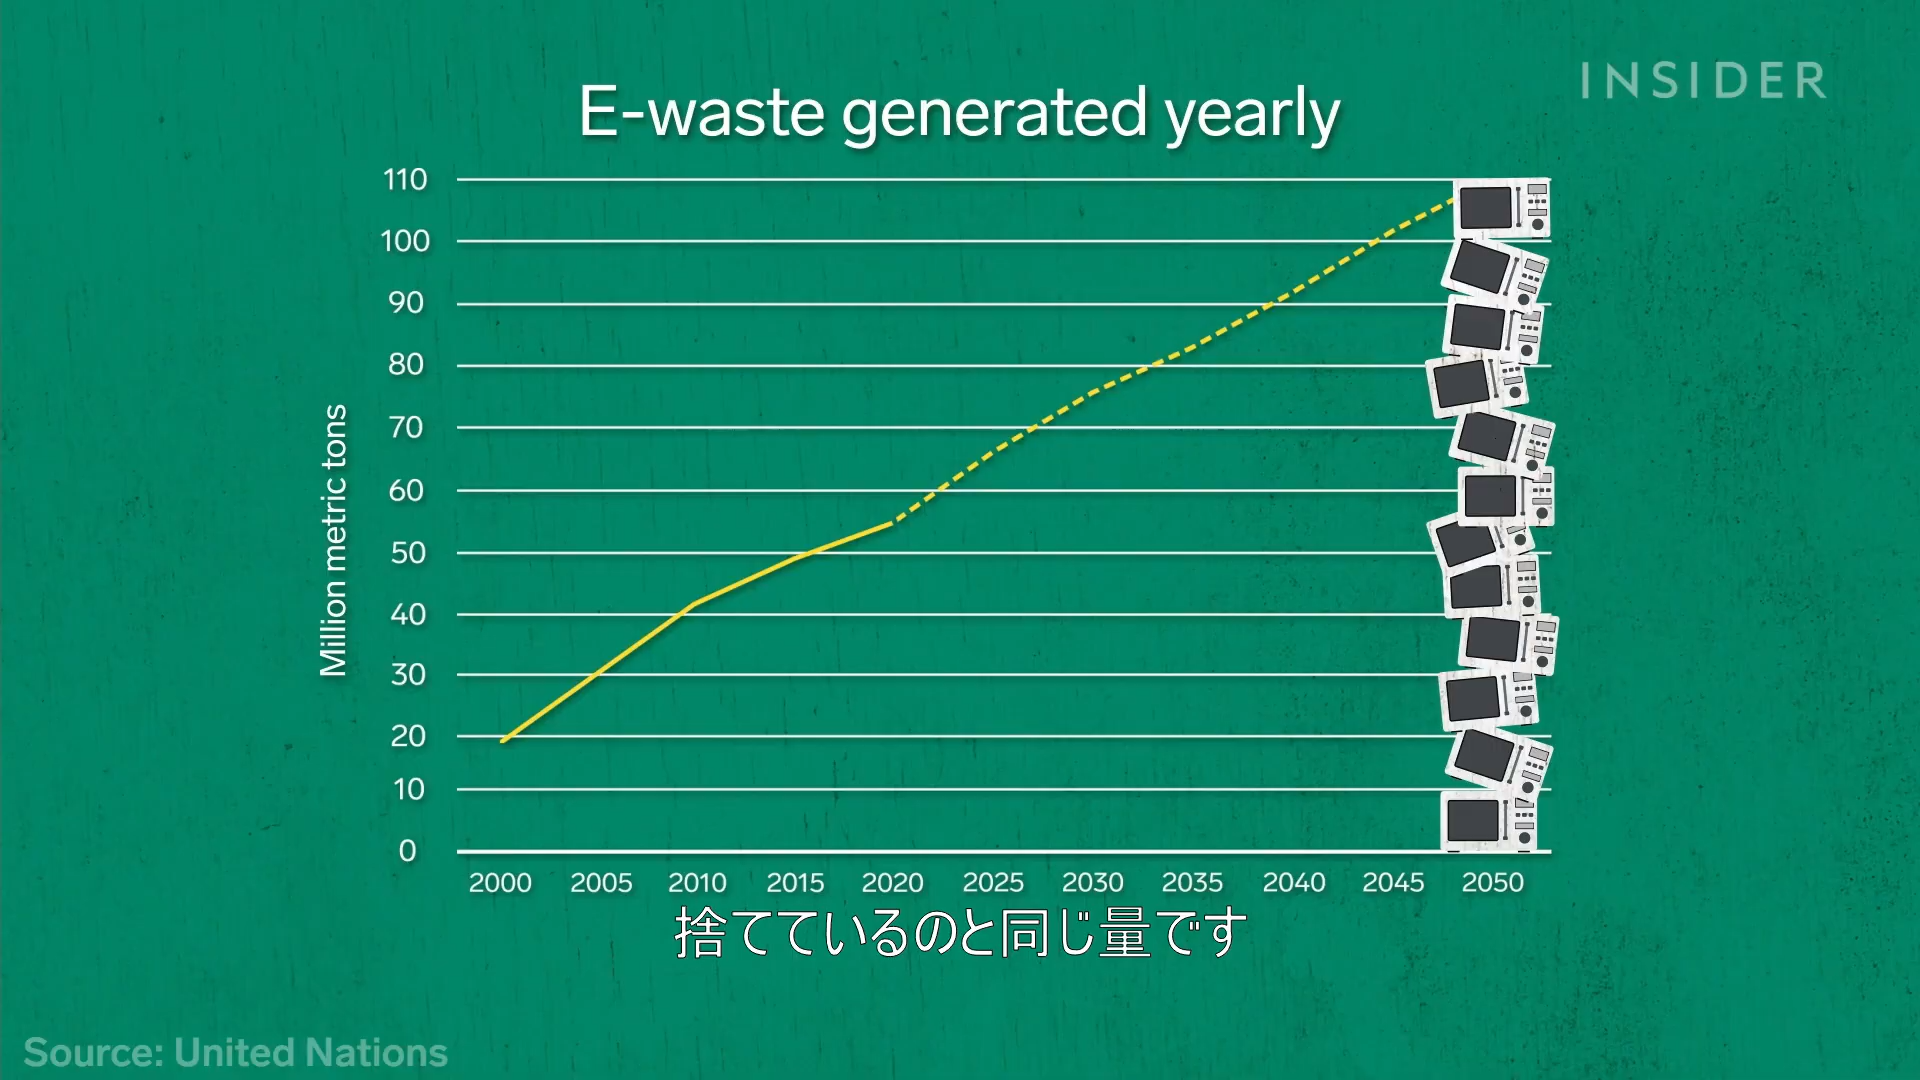 INSIDER
E-waste generated yearly
Million metric tons
110
100
90
80
70
60
50
40
30
20
10
0
2000 2005 2010 2015 2020 2025 2030 2035 2040 2045 2050
捨てているのと同じ量です
Source: United Nations